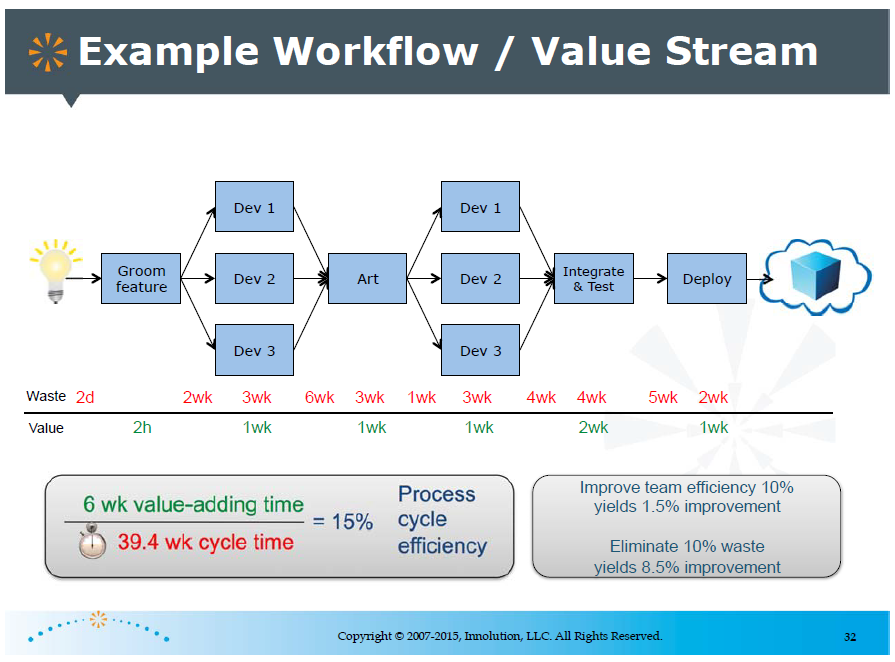 Example Workflow / Value Stream
Dev 1
Dev 1
Groom
feature
Dev 2
Art
Dev 2
Integrate
& Test
Deploy
Dev 3
Dev 3
Waste 2d 2wk 3wk 6wk 3wk 1wk 3wk 4wk 4wk 5wk 2wk
Value 2h 1wk 1wk 1wk 2wk 1wk
6 wk value-adding time
39.4 wk cycle time
= 15%
Process
cycle
efficiency
Improve team efficiency 10%
yields 1.5% improvement
Eliminate 10% waste
yields 8.5% improvement
Copyright © 2007-2015, Innolution, LLC. All Rights Reserved. 32